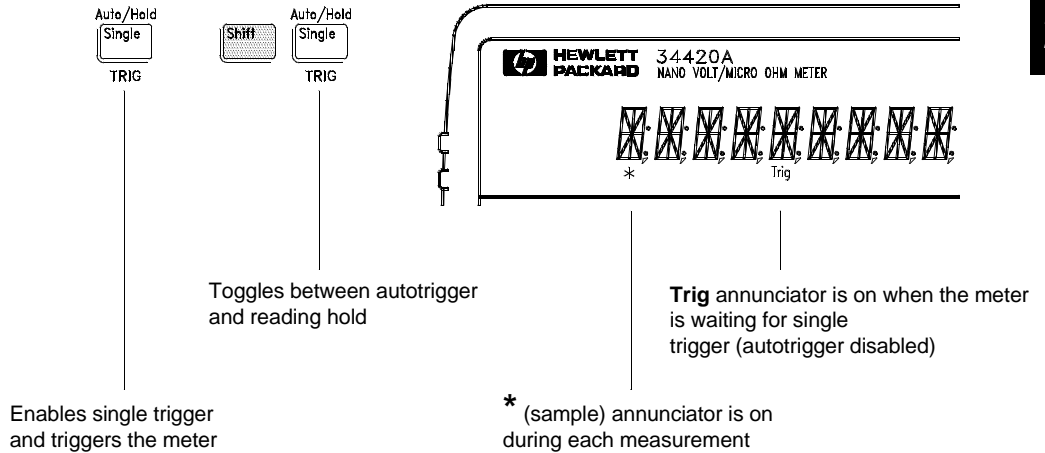 Auto/Hold
Single
TRIG
Shift
Auto/Hold
Single
TRIG
hp HEWLETT
PACKARD
34420A
NANO VOLT/MICRO OHM METER
*
Trig
Toggles between autotrigger
and reading hold
Trig annunciator is on when the meter
is waiting for single
trigger (autotrigger disabled)
Enables single trigger
and triggers the meter
* (sample) annunciator is on
during each measurement